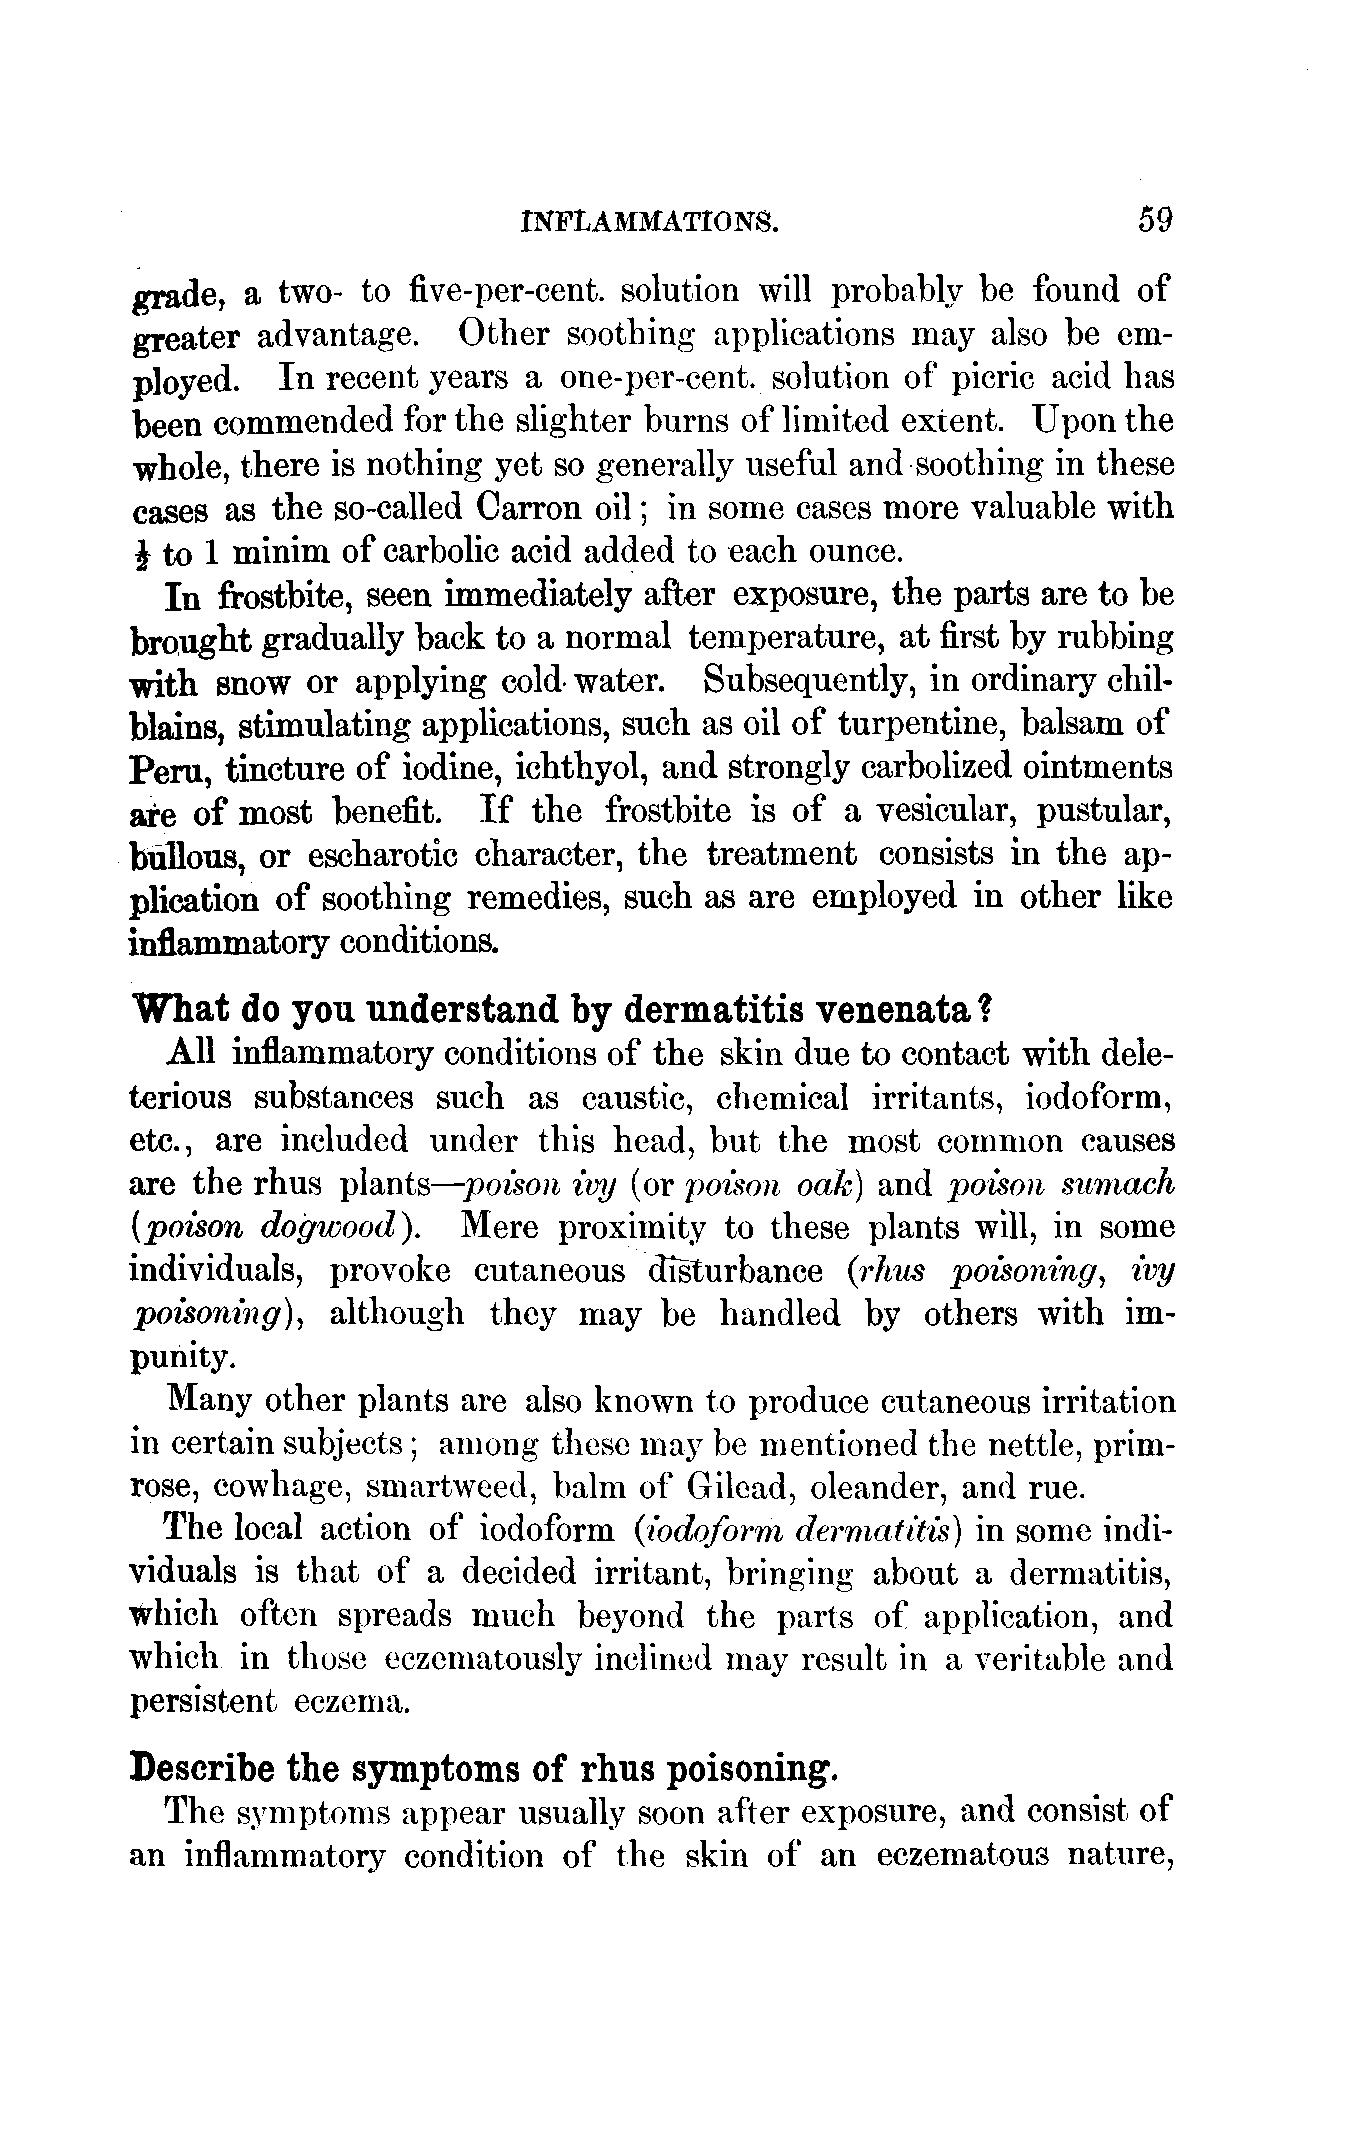 INFLAMMATIONS. 59
grade, a two- to five-per-cent. solution will probably be found of
greater advantage. Other soothing applications may also be em-
ployed. In recent years a one-per-cent. solution of picric acid has
been commended for the slighter burns of limited extent. Upon the
whole, there is nothing yet so generally useful and soothing in these
cases as the so-called Carron oil; in some cases more valuable with
½ to 1 minim of carbolic acid added to each ounce.
In frostbite, seen immediately after exposure, the parts are to be
brought gradually back to a normal temperature, at first by rubbing
with snow or applying cold water. Subsequently, in ordinary chil-
blains, stimulating applications, such as oil of turpentine, balsam of
Peru, tincture of iodine, ichthyol, and strongly carbolized ointments
are of most benefit. If the frostbite is of a vesicular, pustular,
bullous, or escharotic character, the treatment consists in the ap-
plication of soothing remedies, such as are employed in other like
inflammatory conditions.
What do you understand by dermatitis venenata?
All inflammatory conditions of the skin due to contact with dele-
terious substances such as caustic, chemical irritants, iodoform,
etc., are included under this head, but the most common causes
are the rhus plants—poison ivy (or poison oak) and poison sumach
(poison dogwood). Mere proximity to these plants will, in some
individuals, provoke cutaneous disturbance (rhus poisoning, ivy
poisoning), although they may be handled by others with im-
punity.
Many other plants are also known to produce cutaneous irritation
in certain subjects; among these may be mentioned the nettle, prim-
rose, cowhage, smartweed, balm of Gilead, oleander, and rue.
The local action of iodoform (iodoform dermatitis) in some indi-
viduals is that of a decided irritant, bringing about a dermatitis,
which often spreads much beyond the parts of application, and
which in those eczematously inclined may result in a veritable and
persistent eczema.
Describe the symptoms of rhus poisoning.
The symptoms appear usually soon after exposure, and consist of
an inflammatory condition of the skin of an eczematous nature,